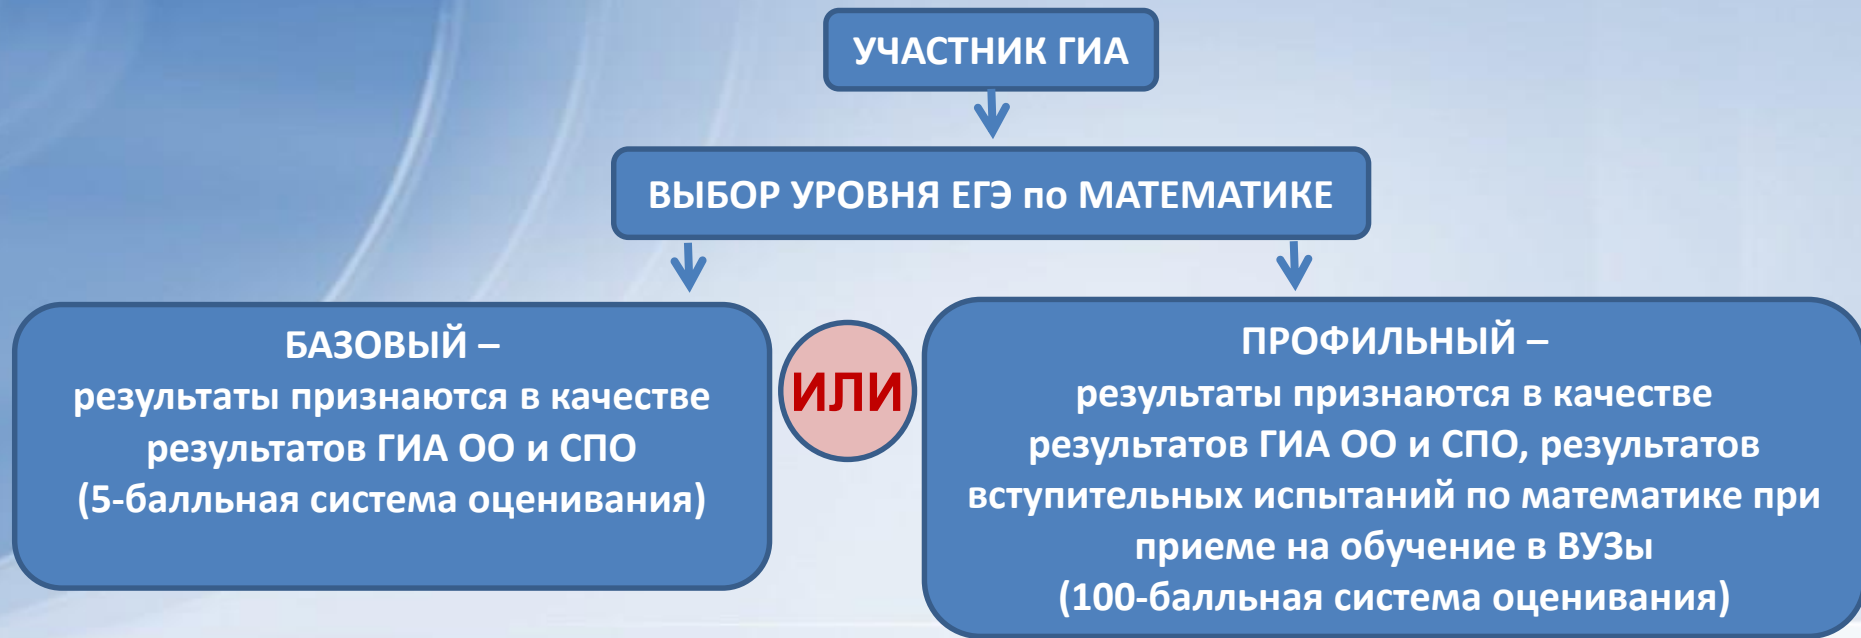 УЧАСТНИК ГИА
ВЫБОР УРОВНЯ ЕГЭ по МАТЕМАТИКЕ
БАЗОВЫЙ –
результаты признаются в качестве
результатов ГИА ОО и СПО
(5-балльная система оценивания)
ИЛИ
ПРОФИЛЬНЫЙ –
результаты признаются в качестве
результатов ГИА ОО и СПО, результатов
вступительных испытаний по математике при
приеме на обучение в ВУЗы
(100-балльная система оценивания)